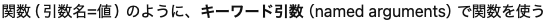 関数 ( 引数名=値 ) のように、キーワード引数 (named arguments) で関数を使う